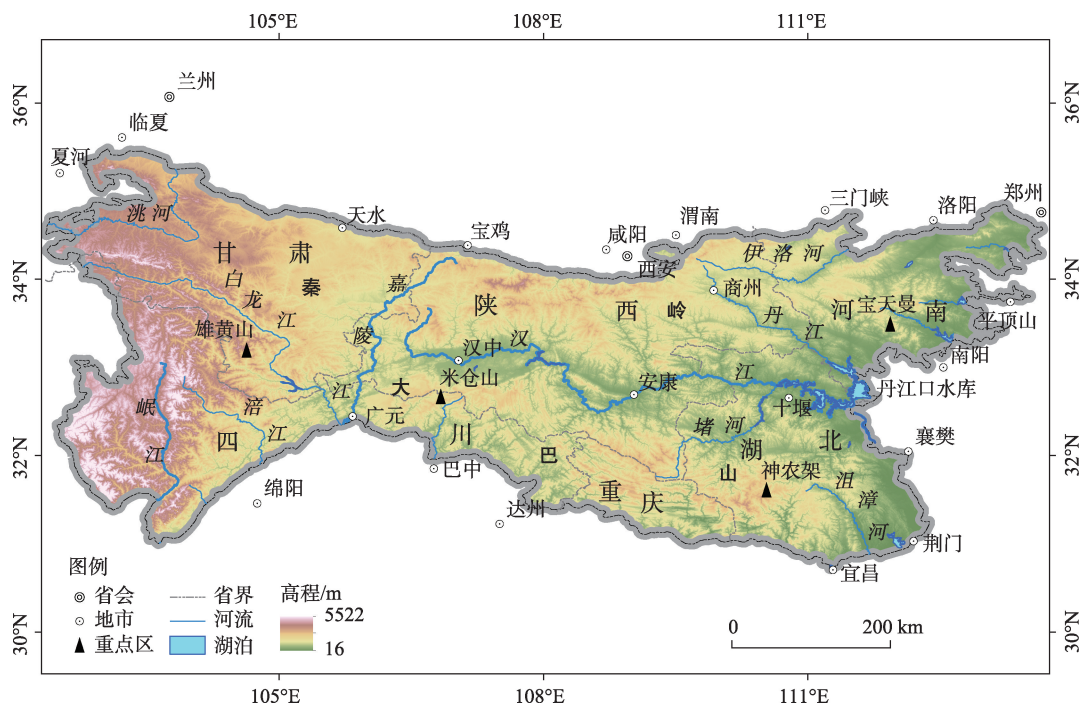 105°E 108°E 111°E
36°N 36°N
兰州
临夏
夏河
洮河
天水
宝鸡
咸阳
渭南
西安
三门峡
洛阳
郑州
甘 肃
秦
岭
陕 西
河 南
伊 洛 河
34°N 34°N
白 龙 江
嘉 陵 江
雄黄山
商州
丹 江
宝天曼
平顶山
南阳
汉中
汉 江
米仓山
安康
丹江口水库
十堰
大
巴
山
岷 江
涪 江
四 川
广元
堵 河
湖 北
32°N 32°N
襄樊
巴中
绵阳
达州
重 庆
神农架
沮 漳 河
荆门
宜昌
图例
省会
地市
重点区
省界
河流
湖泊
高程/m
5522
16
0 200 km
30°N 30°N
105°E 108°E 111°E